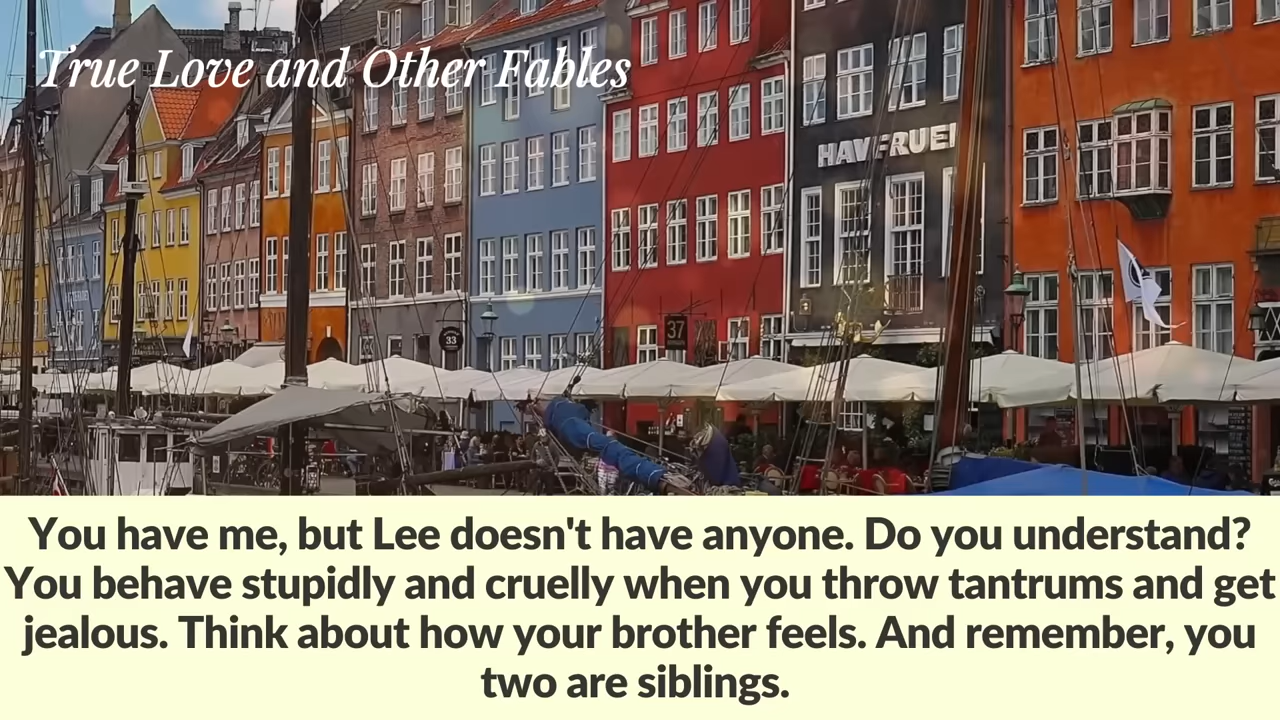 True Love and Other Fables
HAVFRUEN
37
33
You have me, but Lee doesn't have anyone. Do you understand?
You behave stupidly and cruelly when you throw tantrums and get
jealous. Think about how your brother feels. And remember, you
two are siblings.